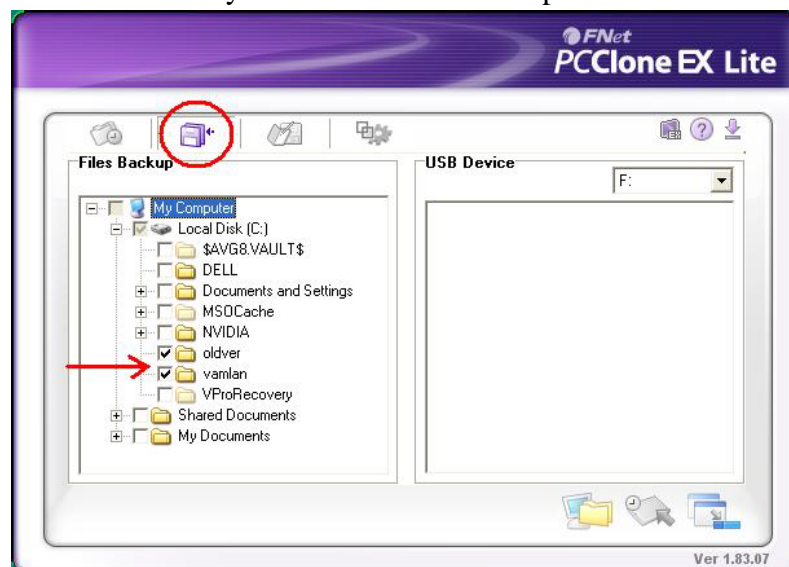 FNet
PCClone EX Lite
Files Backup
USB Device
F:
My Computer
Local Disk (C:)
$AVG8.VAULT$
DELL
Documents and Settings
MSOCache
NVIDIA
oldver
vamlan
VProRecovery
Shared Documents
My Documents
Ver 1.83.07